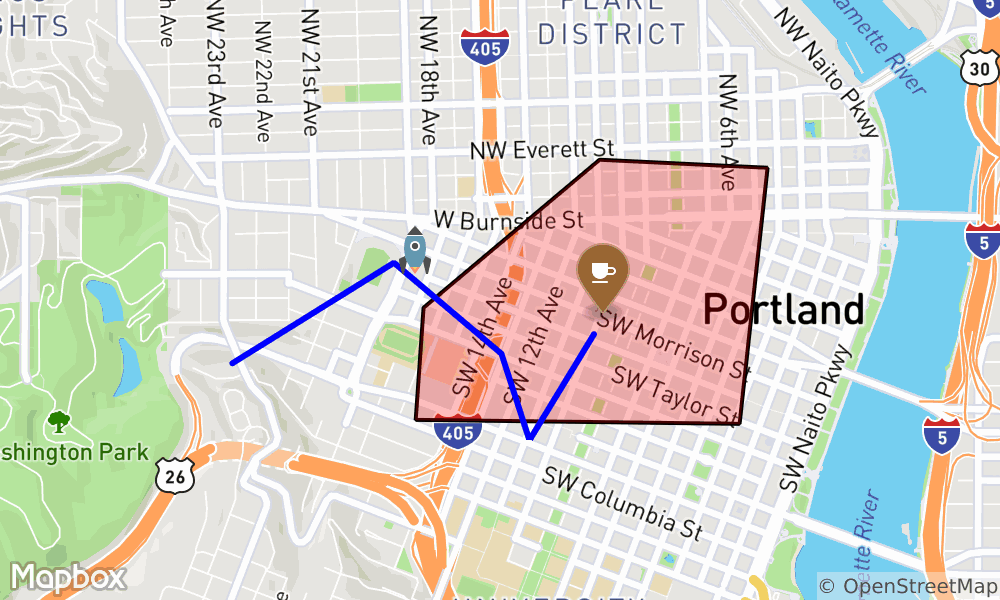 GHTS
NW 23rd Ave
NW 22nd Ave
NW 21st Ave
NW 18th Ave
405
PEARL
DISTRICT
NW Naito Pkwy
Willamette River
5
30
NW Everett St
NW 6th Ave
W Burnside St
5
SW 14th Ave
SW 12th Ave
SW Morrison St
Portland
SW Taylor St
SW Naito Pkwy
405
5
shington Park
26
SW Columbia St
ette River
Mapbox
© OpenStreetMap